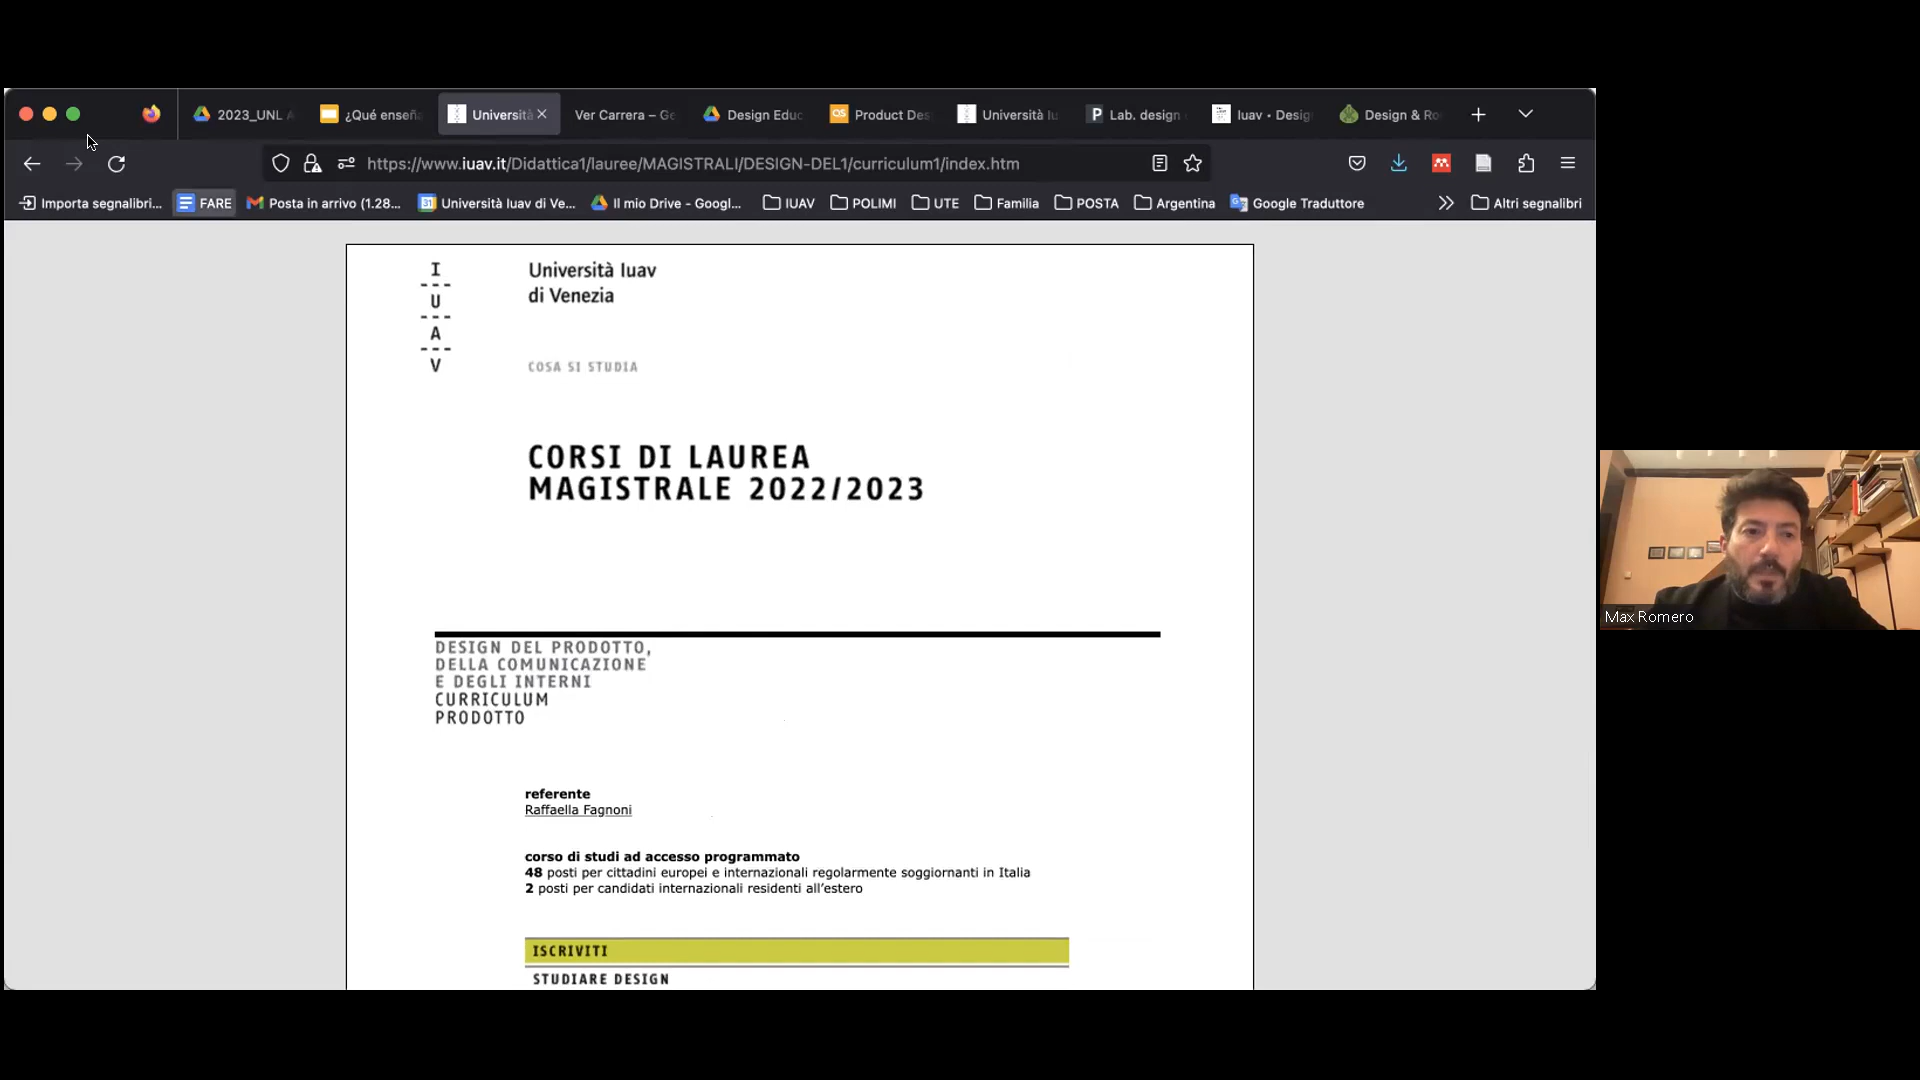 2023_UNL A
¿Qué enseña
Università
Ver Carrera – Ge
Design Educ
Product Des
Università Iu
Lab. design
Iuav • Desig
Design & Ro
https://www.iuav.it/Didattica1/lauree/MAGISTRALI/DESIGN-DEL1/curriculum1/index.htm
Importa segnalibri...
FARE
Posta in arrivo (1.28...
Università Iuav di Ve...
Il mio Drive - Googl...
IUAV
POLIMI
UTE
Familia
POSTA
Argentina
Google Traduttore
Altri segnalibri
I
U
A
V
Università Iuav
di Venezia
COSA SI STUDIA
CORSI DI LAUREA
MAGISTRALE 2022/2023
DESIGN DEL PRODOTTO,
DELLA COMUNICAZIONE
E DEGLI INTERNI
CURRICULUM
PRODOTTO
referente
Raffaella Fagnoni
corso di studi ad accesso programmato
48 posti per cittadini europei e internazionali regolarmente soggiornanti in Italia
2 posti per candidati internazionali residenti all'estero
ISCRIVITI
STUDIARE DESIGN
Max Romero